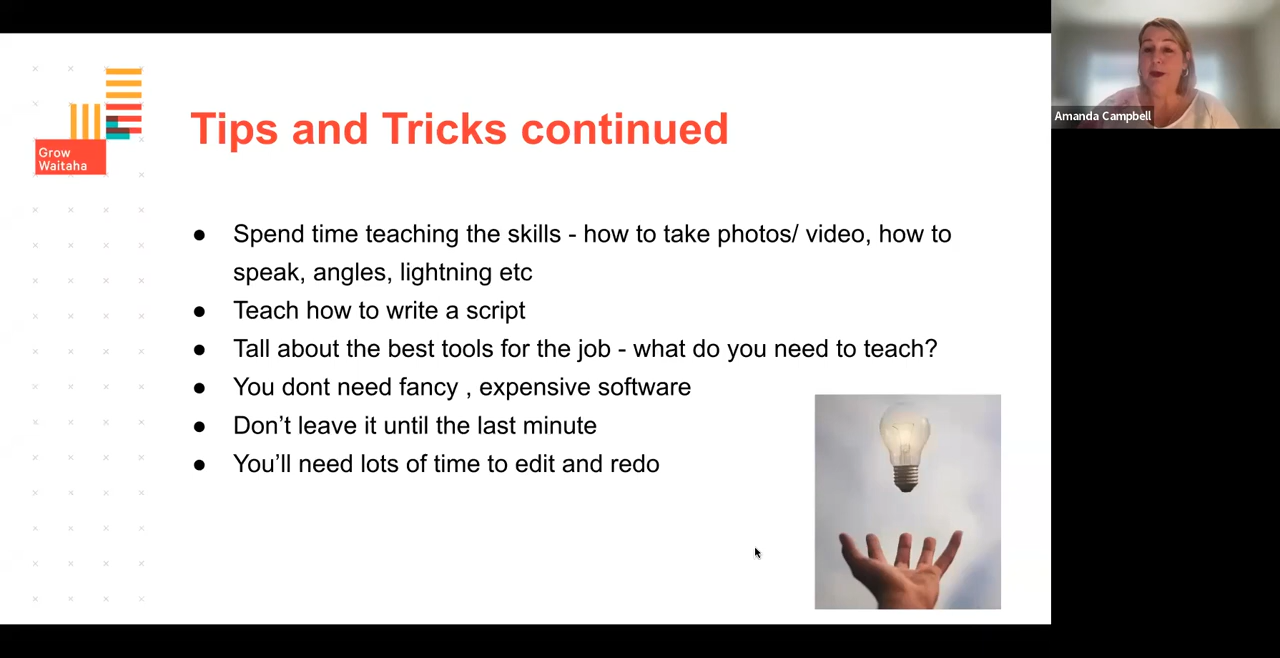 Grow
Waitaha
Tips and Tricks continued
● Spend time teaching the skills - how to take photos/ video, how to
speak, angles, lightning etc
● Teach how to write a script
● Tall about the best tools for the job - what do you need to teach?
● You dont need fancy , expensive software
● Don’t leave it until the last minute
● You’ll need lots of time to edit and redo
Amanda Campbell